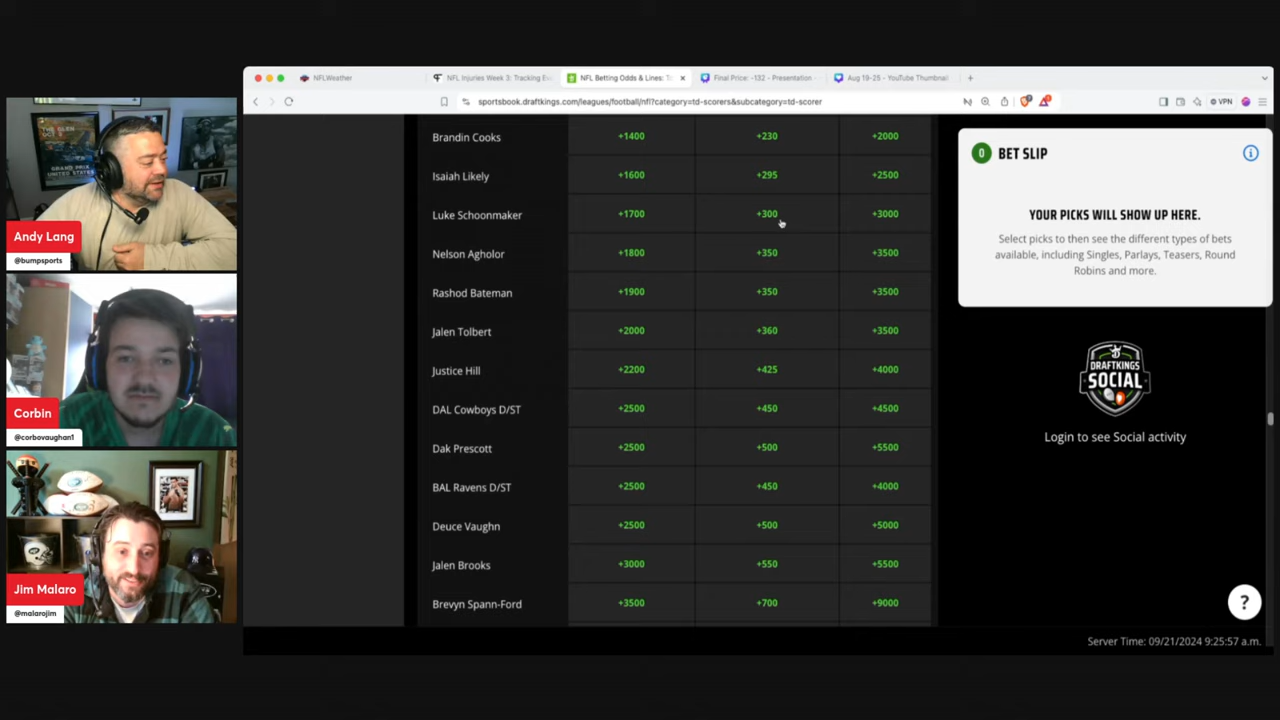 NFLWeather
NFL Injuries Week 3: Tracking Ex
NFL Betting Odds & Lines: To
Final Price: -132 - Presentation
Aug 19-25 - YouTube Thumbnail
sportsbook.draftkings.com/leagues/football/nfl?category=td-scorers&subcategory=td-scorer
VPN
Brandin Cooks +1400 +230 +2000
Isaiah Likely +1600 +295 +2500
Luke Schoonmaker +1700 +300 +3000
Nelson Agholor +1800 +350 +3500
Rashod Bateman +1900 +350 +3500
Jalen Tolbert +2000 +360 +3500
Justice Hill +2200 +425 +4000
DAL Cowboys D/ST +2500 +450 +4500
Dak Prescott +2500 +500 +5500
BAL Ravens D/ST +2500 +450 +4000
Deuce Vaughn +2500 +500 +5000
Jalen Brooks +3000 +550 +5500
Brevyn Spann-Ford +3500 +700 +9000
0 BET SLIP
YOUR PICKS WILL SHOW UP HERE.
Select picks to then see the different types of bets
available, including Singles, Parlays, Teasers, Round
Robins and more.
DRAFTKINGS
SOCIAL
Login to see Social activity
?
Server Time: 09/21/2024 9:25:57 a.m.
GRAND PRIX
UNITED STATES
Andy Lang
@bumpsports
Corbin
@corbovaughan1
Jim Malaro
@malarojim